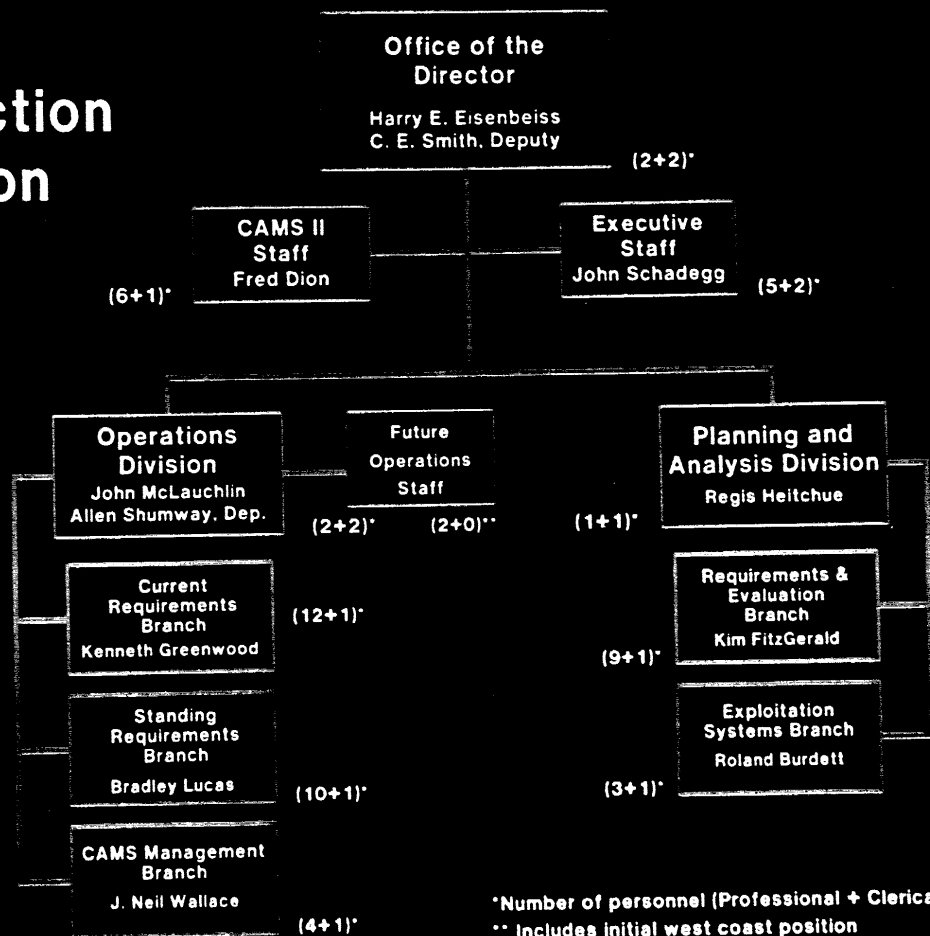 ction
on
Office of the
Director
Harry E. Eisenbeiss
C. E. Smith, Deputy
(2+2)*
CAMS II
Staff
Fred Dion
(6+1)*
Executive
Staff
John Schadegg
(5+2)*
Operations
Division
John McLauchlin
Allen Shumway, Dep.
(2+2)*
Future
Operations
Staff
(2+0)**
Planning and
Analysis Division
Regis Heitchue
(1+1)*
Current
Requirements
Branch
Kenneth Greenwood
(12+1)*
Requirements &
Evaluation
Branch
Kim FitzGerald
(9+1)*
Standing
Requirements
Branch
Bradley Lucas
(10+1)*
Exploitation
Systems Branch
Roland Burdett
(3+1)*
CAMS Management
Branch
J. Neil Wallace
(4+1)*
*Number of personnel (Professional + Clerica
** Includes initial west coast position